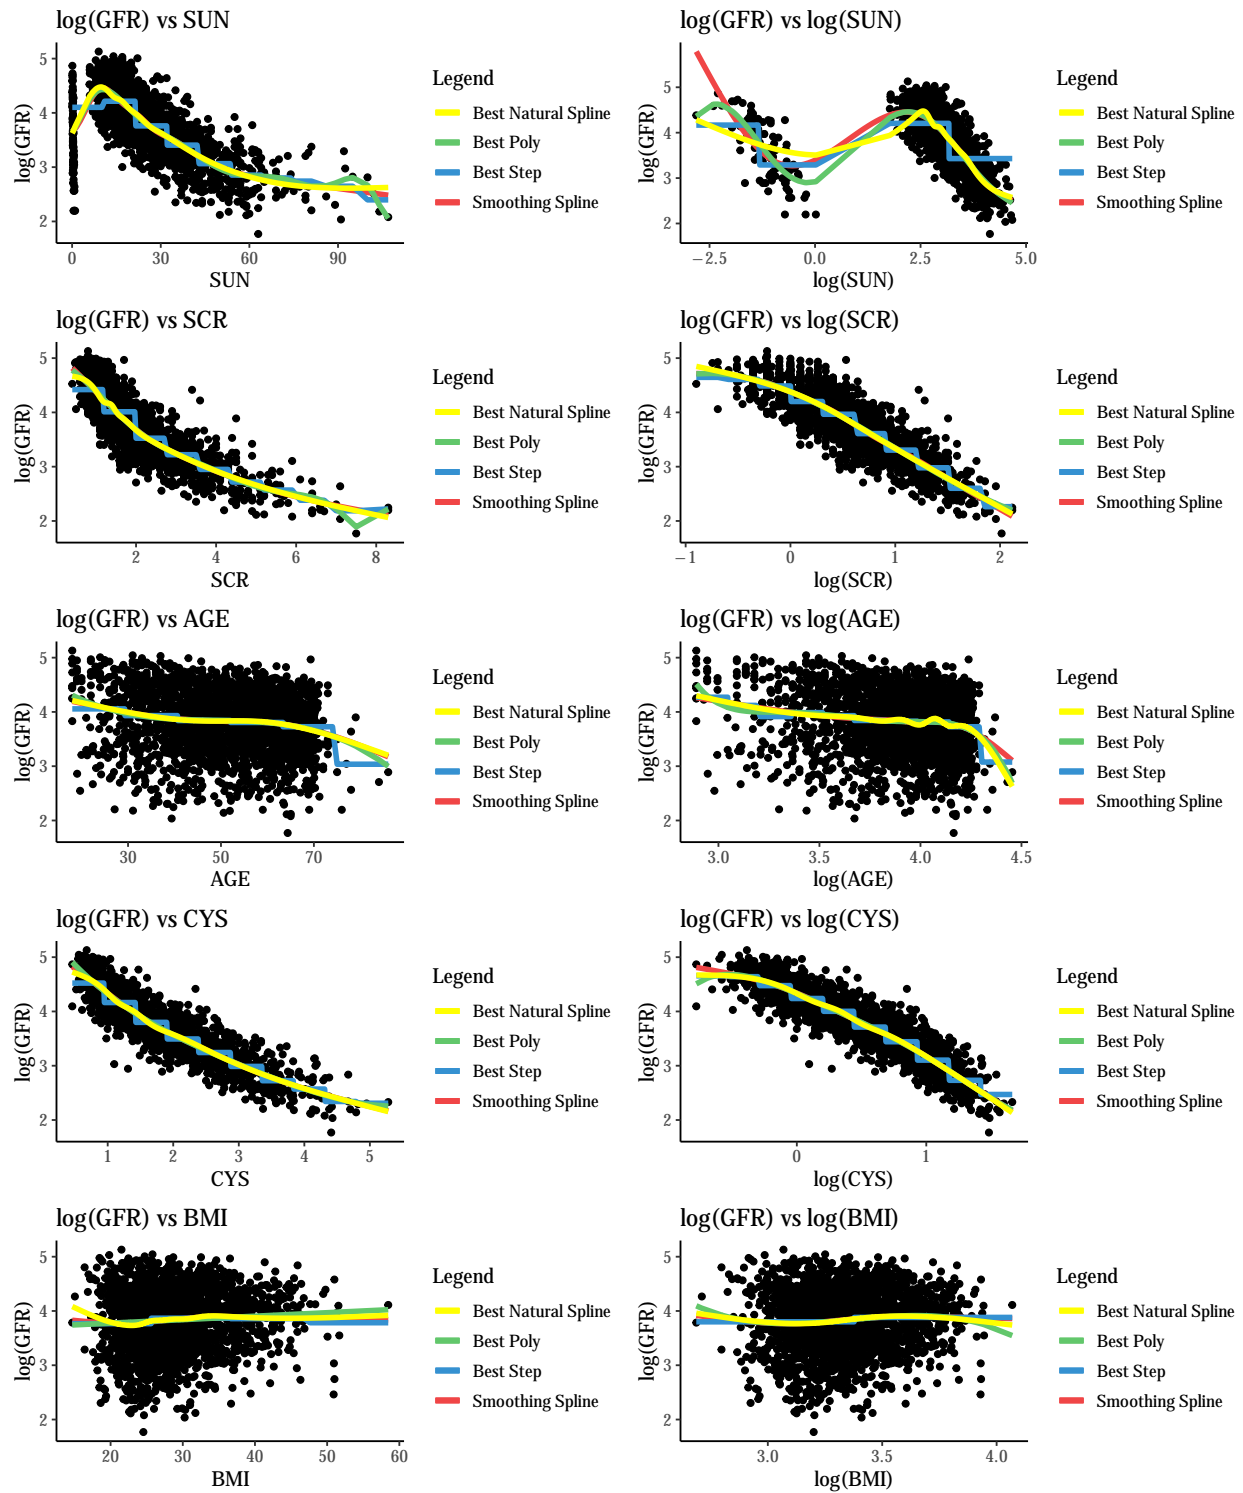 log(GFR) vs SUN
log(GFR)
5
4
3
2
0 30 60 90
SUN
Legend
Best Natural Spline
Best Poly
Best Step
Smoothing Spline
log(GFR) vs log(SUN)
log(GFR)
5
4
3
2
−2.5 0.0 2.5 5.0
log(SUN)
Legend
Best Natural Spline
Best Poly
Best Step
Smoothing Spline
log(GFR) vs SCR
log(GFR)
5
4
3
2
2 4 6 8
SCR
Legend
Best Natural Spline
Best Poly
Best Step
Smoothing Spline
log(GFR) vs log(SCR)
log(GFR)
5
4
3
2
−1 0 1 2
log(SCR)
Legend
Best Natural Spline
Best Poly
Best Step
Smoothing Spline
log(GFR) vs AGE
log(GFR)
5
4
3
2
30 50 70
AGE
Legend
Best Natural Spline
Best Poly
Best Step
Smoothing Spline
log(GFR) vs log(AGE)
log(GFR)
5
4
3
2
3.0 3.5 4.0 4.5
log(AGE)
Legend
Best Natural Spline
Best Poly
Best Step
Smoothing Spline
log(GFR) vs CYS
log(GFR)
5
4
3
2
1 2 3 4 5
CYS
Legend
Best Natural Spline
Best Poly
Best Step
Smoothing Spline
log(GFR) vs log(CYS)
log(GFR)
5
4
3
2
0 1
log(CYS)
Legend
Best Natural Spline
Best Poly
Best Step
Smoothing Spline
log(GFR) vs BMI
log(GFR)
5
4
3
2
20 30 40 50 60
BMI
Legend
Best Natural Spline
Best Poly
Best Step
Smoothing Spline
log(GFR) vs log(BMI)
log(GFR)
5
4
3
2
3.0 3.5 4.0
log(BMI)
Legend
Best Natural Spline
Best Poly
Best Step
Smoothing Spline